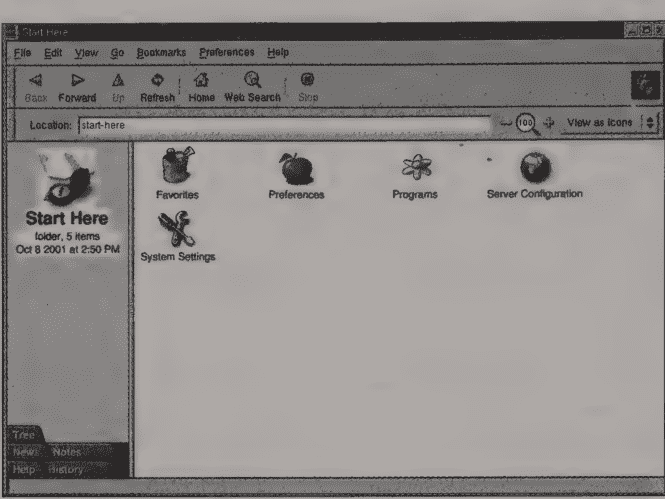 Start Here
File Edit View Go Bookmarks Preferences Help
Back Forward Up Refresh Home Web Search Stop
Location: start-here 100 View as Icons
Favorites Preferences Programs Server Configuration
System Settings
Start Here
folder, 5 items
Oct 8 2001 at 2:50 PM
Tree
News Notes
Help History